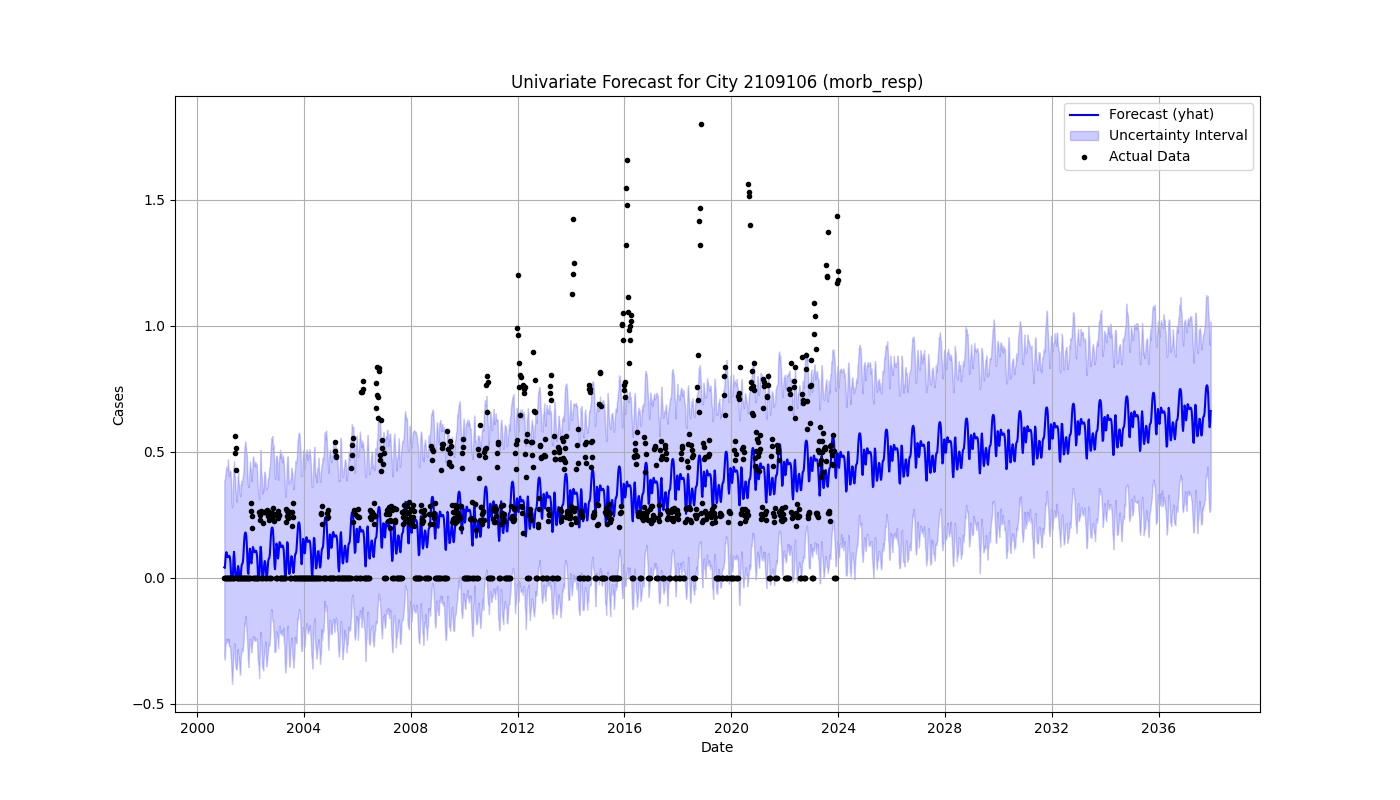 Univariate Forecast for City 2109106 (morb_resp)
Forecast (yhat)
Uncertainty Interval
Actual Data
Cases
1.5
1.0
0.5
0.0
−0.5
2000 2004 2008 2012 2016 2020 2024 2028 2032 2036
Date